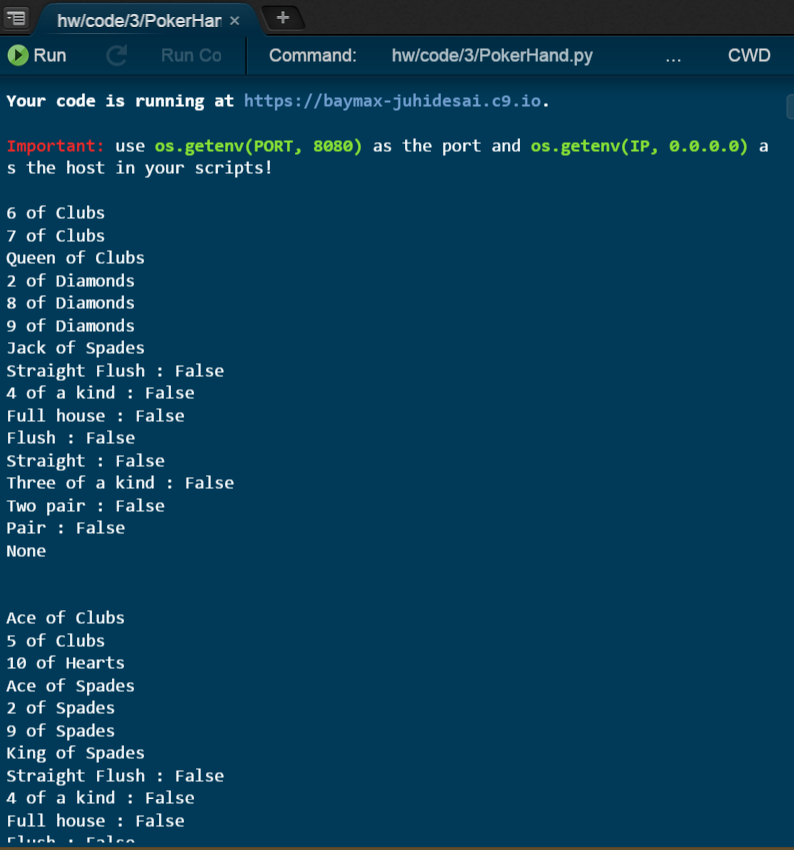 hw/code/3/PokerHar ×
Run Run Co Command: hw/code/3/PokerHand.py ... CWD
Your code is running at https://baymax-juhidesai.c9.io.
Important: use os.getenv(PORT, 8080) as the port and os.getenv(IP, 0.0.0.0) a
s the host in your scripts!
6 of Clubs
7 of Clubs
Queen of Clubs
2 of Diamonds
8 of Diamonds
9 of Diamonds
Jack of Spades
Straight Flush : False
4 of a kind : False
Full house : False
Flush : False
Straight : False
Three of a kind : False
Two pair : False
Pair : False
None
Ace of Clubs
5 of Clubs
10 of Hearts
Ace of Spades
2 of Spades
9 of Spades
King of Spades
Straight Flush : False
4 of a kind : False
Full house : False
Flush : False